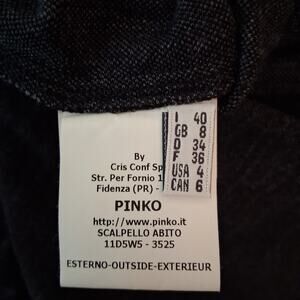 I 40
GB 8
D 34
F 36
USA 4
CAN 6
By
Cris Conf Sp
Str. Per Fornio 1
Fidenza (PR) -
PINKO
http://www.pinko.it
SCALPELLO ABITO
11D5W5 - 3525
ESTERNO-OUTSIDE-EXTERIEUR